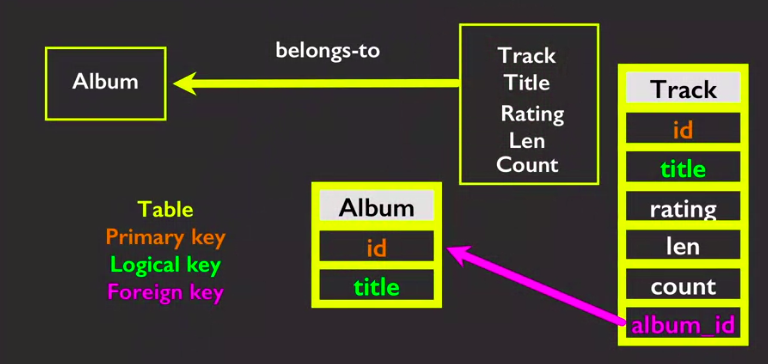 belongs-to
Album
Track
Title
Rating
Len
Count
Track
id
title
rating
len
count
album_id
Album
id
title
Table
Primary key
Logical key
Foreign key